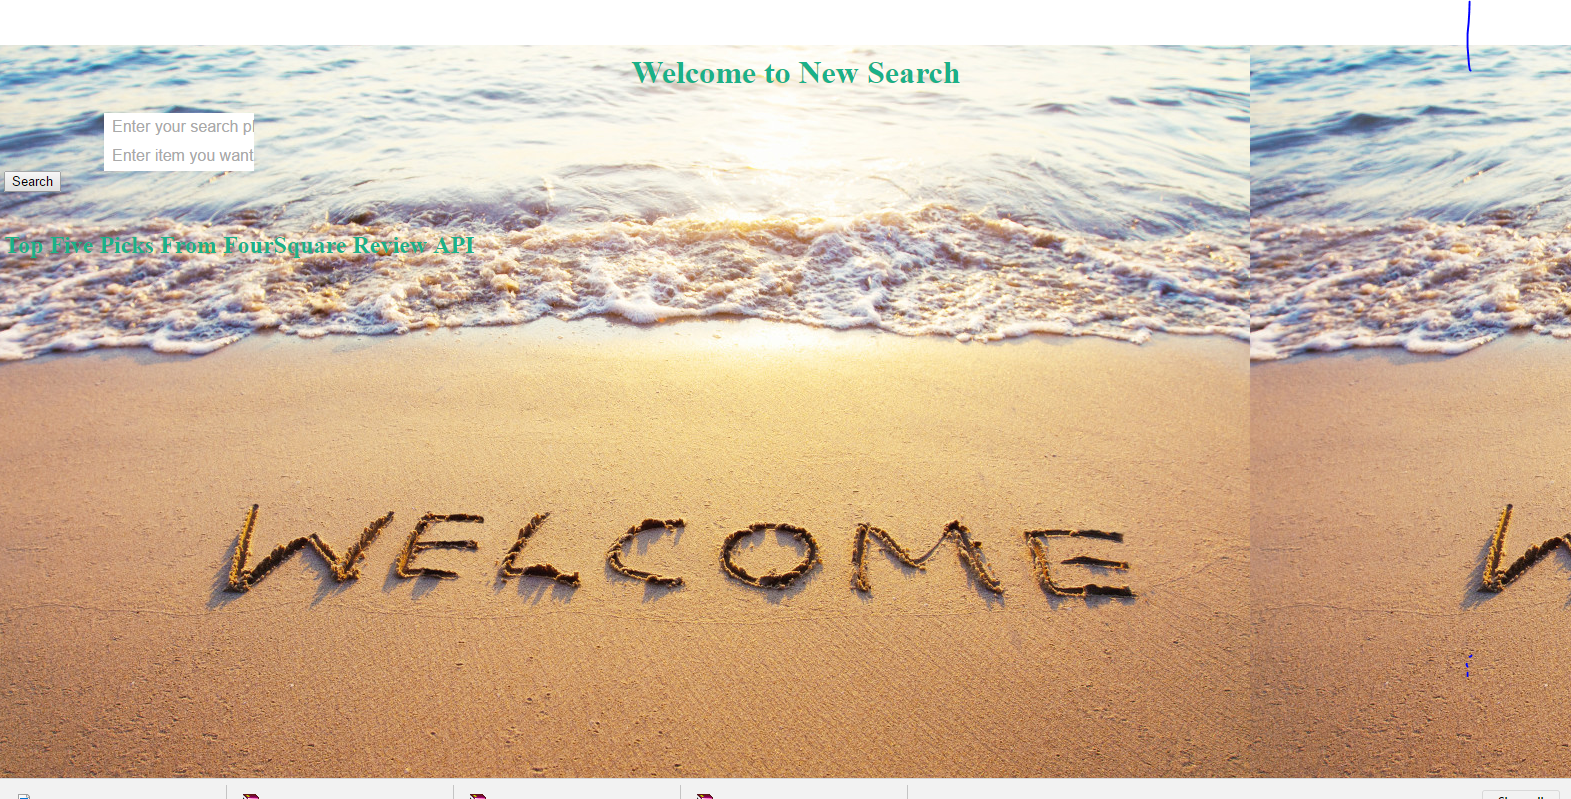 Welcome to New Search
Enter your search
Enter item you want
Search
Top Five Picks From FourSquare Review API
WELCOME